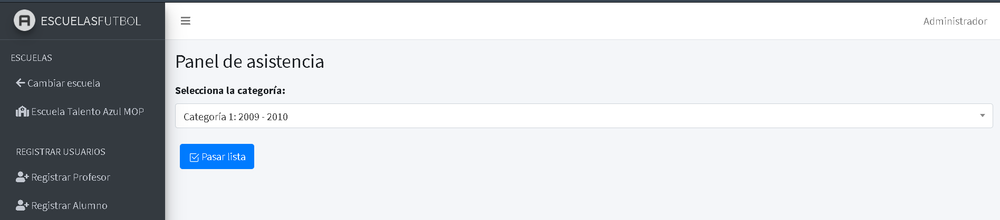 ESCUELASFUTBOL
Administrador
ESCUELAS
Cambiar escuela
Escuela Talento Azul MOP
REGISTRAR USUARIOS
Registrar Profesor
Registrar Alumno
Panel de asistencia
Selecciona la categoría:
Categoría 1: 2009 - 2010
Pasar lista